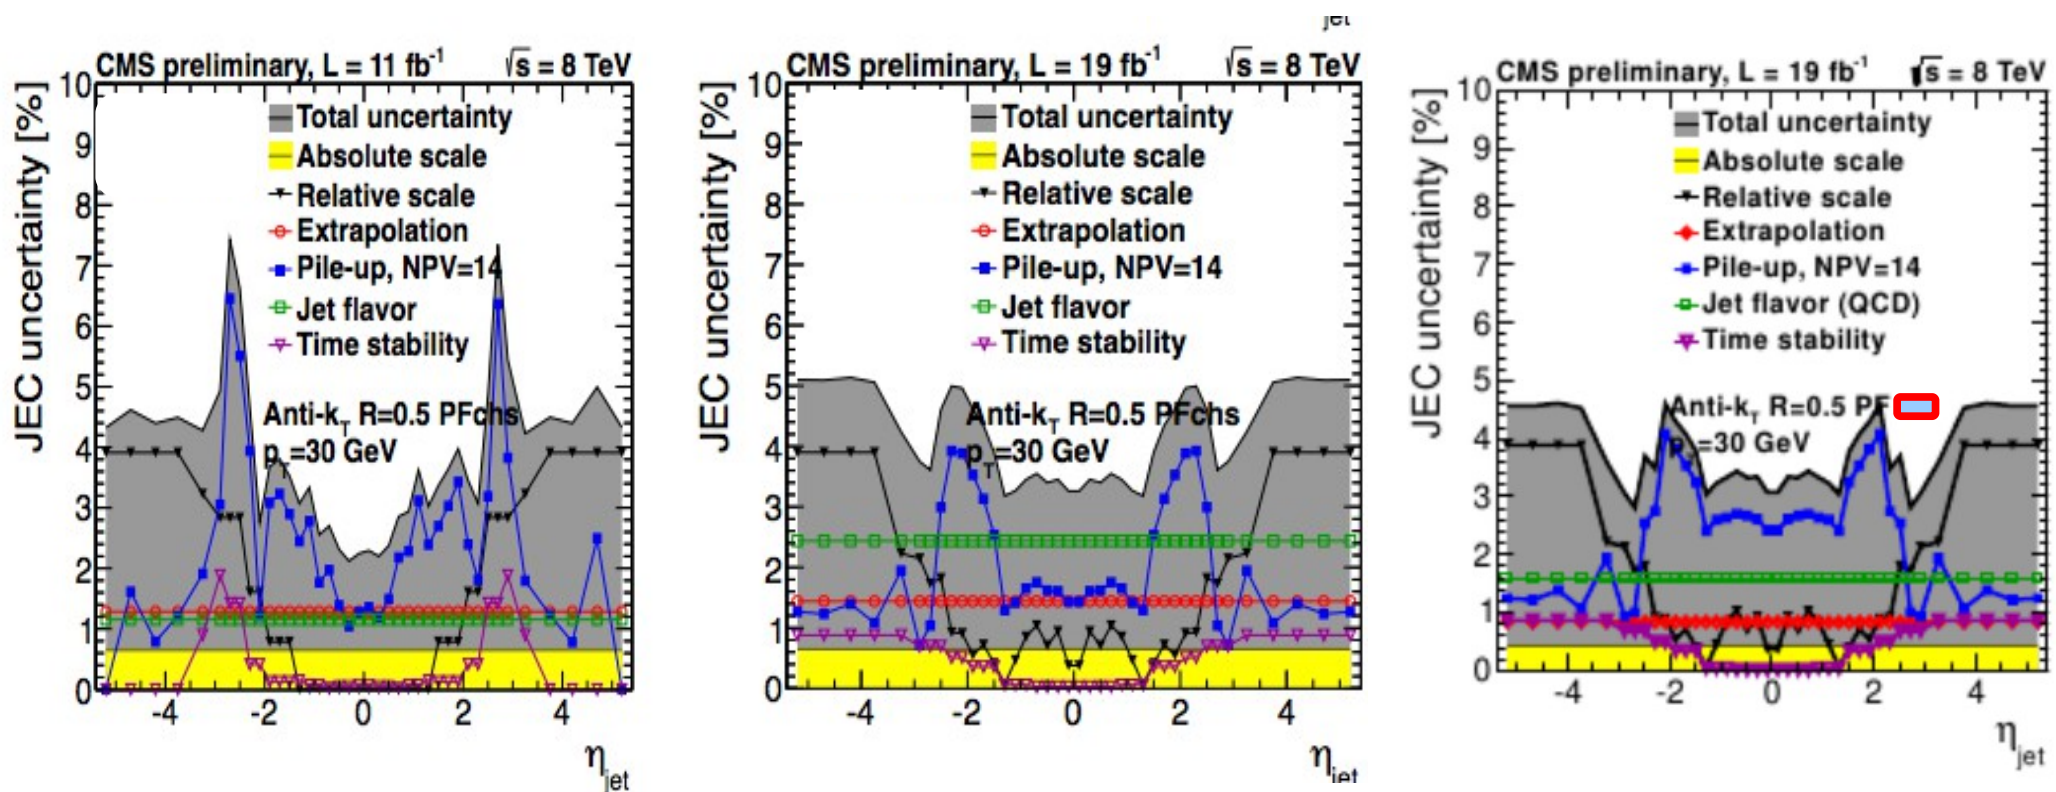 jet
CMS preliminary, L = 11 fb-1 √s = 8 TeV
JEC uncertainty [%]
10
9
8
7
6
5
4
3
2
1
0
Total uncertainty
Absolute scale
Relative scale
Extrapolation
Pile-up, NPV=14
Jet flavor
Time stability
Anti-kT R=0.5 PFchs
pT=30 GeV
-4 -2 0 2 4
ηjet
CMS preliminary, L = 19 fb-1 √s = 8 TeV
JEC uncertainty [%]
10
9
8
7
6
5
4
3
2
1
0
Total uncertainty
Absolute scale
Relative scale
Extrapolation
Pile-up, NPV=14
Jet flavor
Time stability
Anti-kT R=0.5 PFchs
pT=30 GeV
-4 -2 0 2 4
ηjet
CMS preliminary, L = 19 fb-1 √s = 8 TeV
JEC uncertainty [%]
10
9
8
7
6
5
4
3
2
1
0
Total uncertainty
Absolute scale
Relative scale
Extrapolation
Pile-up, NPV=14
Jet flavor (QCD)
Time stability
Anti-kT R=0.5 PF
pT=30 GeV
-4 -2 0 2 4
ηjet